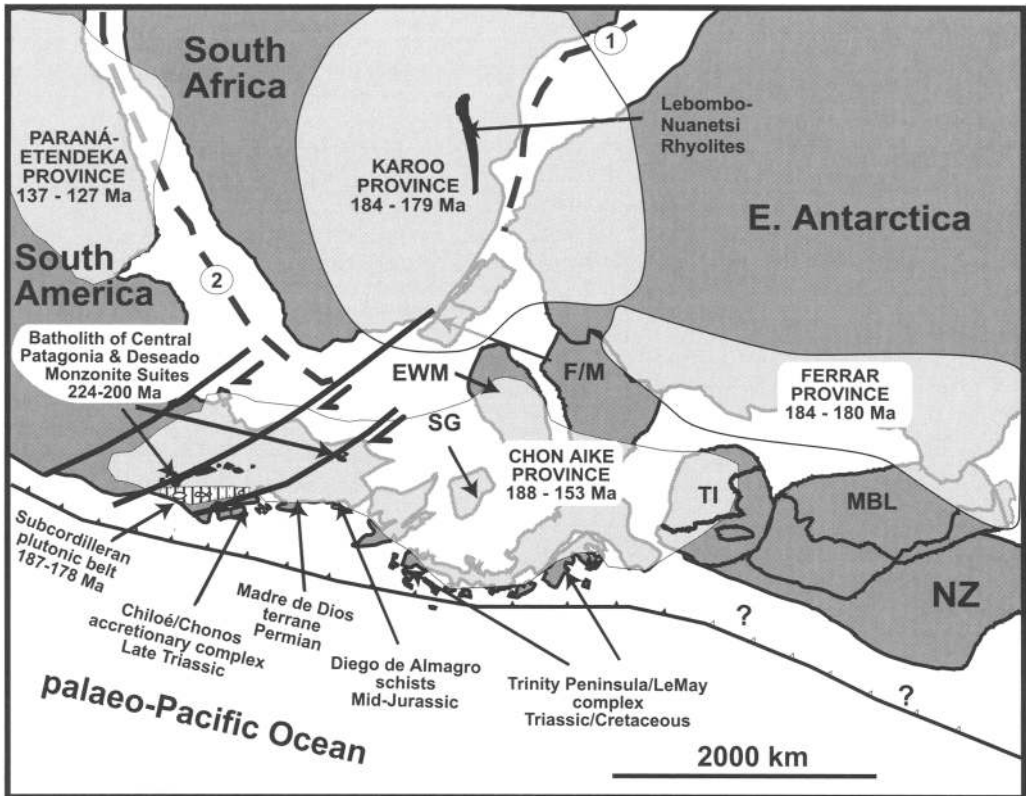 South
Africa
1
Lebombo-
Nuanetsi
Rhyolites
PARANÁ-
ETENDEKA
PROVINCE
137 - 127 Ma
KAROO
PROVINCE
184 - 179 Ma
E. Antarctica
South
America
2
Batholith of Central
Patagonia & Deseado
Monzonite Suites
224-200 Ma
EWM
F/M
FERRAR
PROVINCE
184 - 180 Ma
SG
CHON AIKE
PROVINCE
188 - 153 Ma
TI
MBL
NZ
Subcordilleran
plutonic belt
187-178 Ma
Chiloé/Chonos
accretionary complex
Late Triassic
Madre de Dios
terrane
Permian
Diego de Almagro
schists
Mid-Jurassic
Trinity Peninsula/LeMay
complex
Triassic/Cretaceous
?
?
palaeo-Pacific Ocean
2000 km